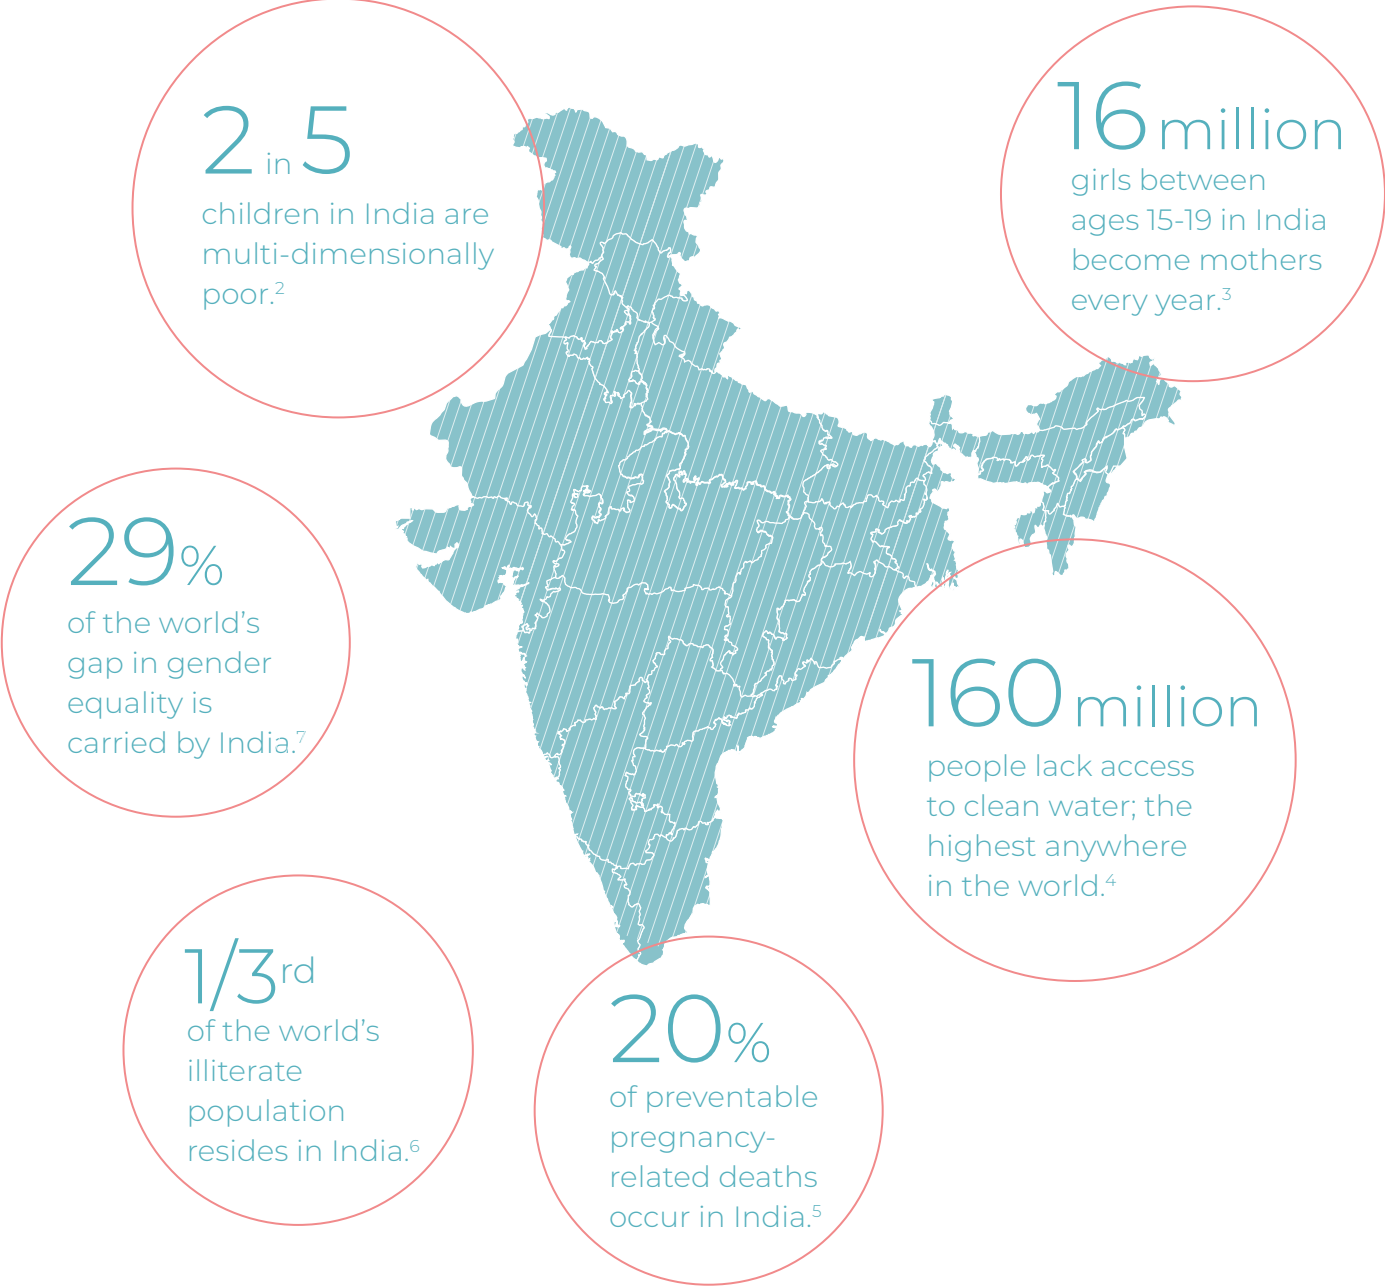 2 in 5
children in India are
multi-dimensionally
poor.2
16 million
girls between
ages 15-19 in India
become mothers
every year.3
29%
of the world’s
gap in gender
equality is
carried by India.7
160 million
people lack access
to clean water; the
highest anywhere
in the world.4
1/3rd
of the world’s
illiterate
population
resides in India.6
20%
of preventable
pregnancy-
related deaths
occur in India.5